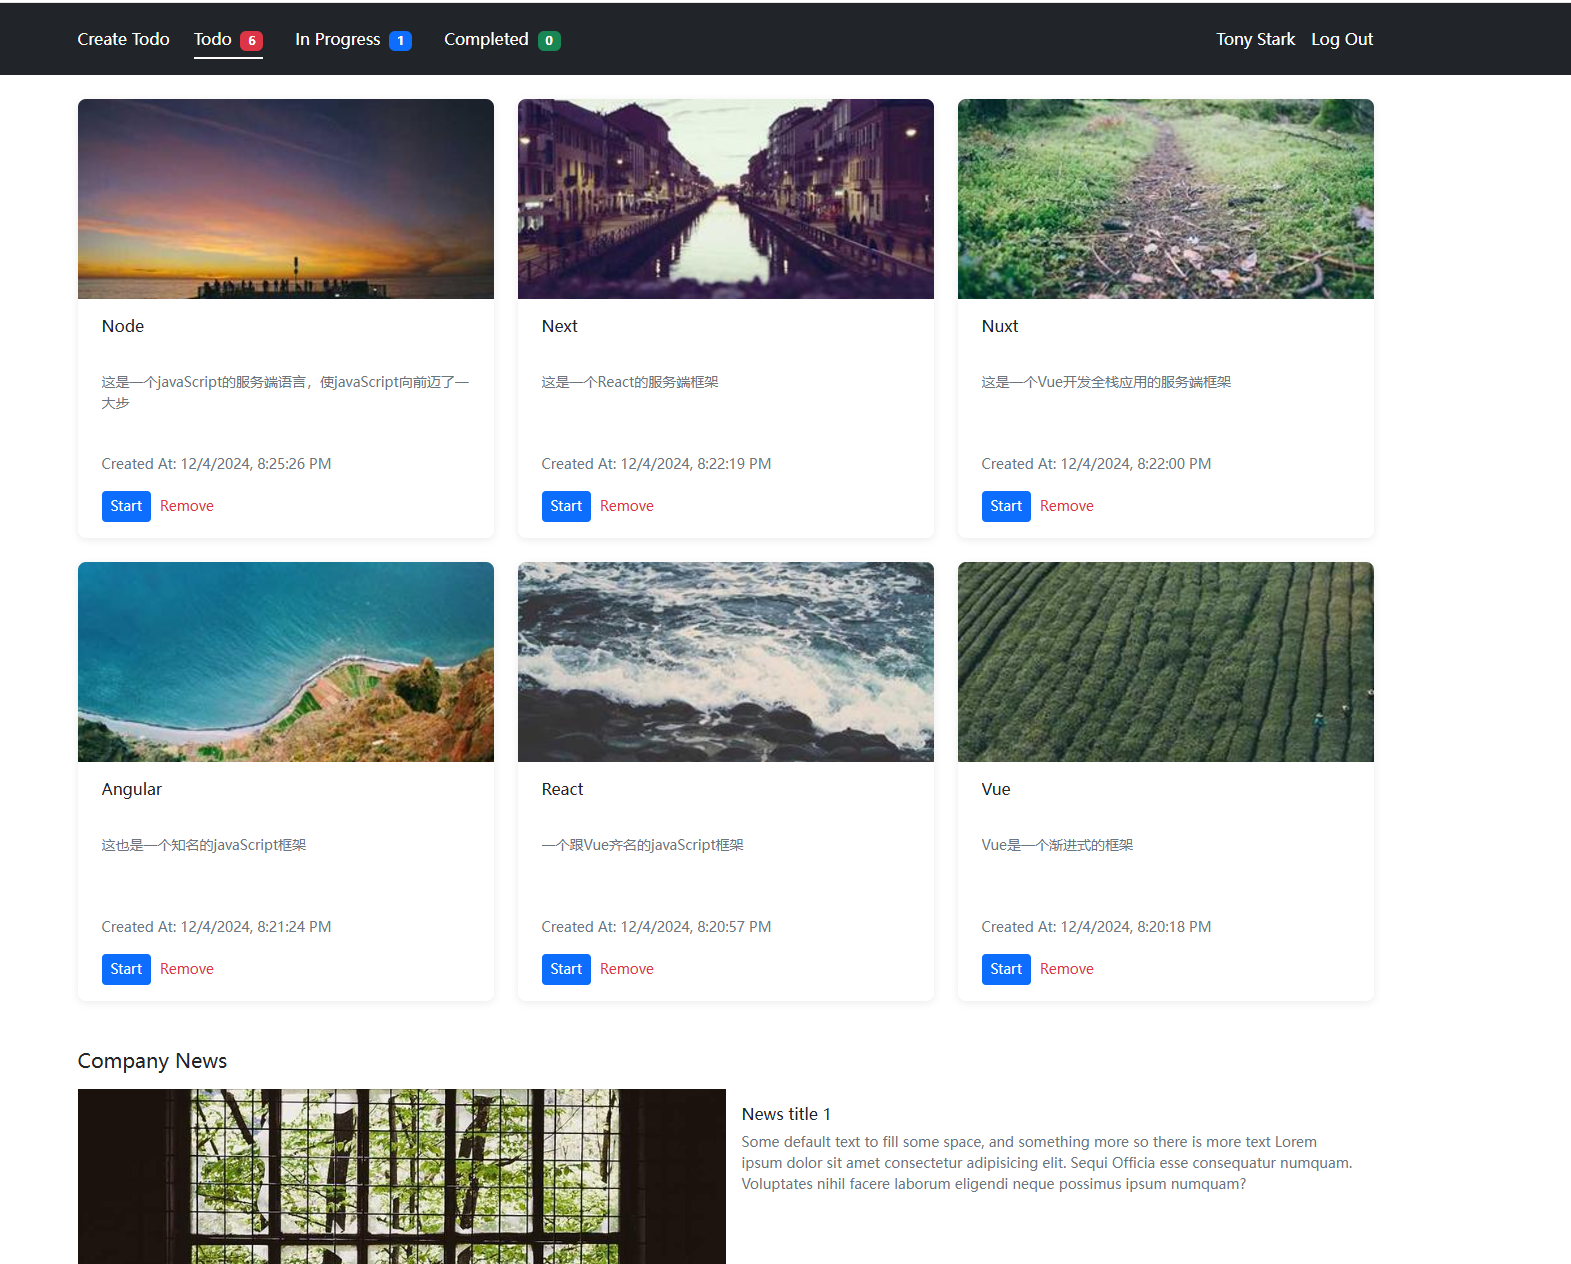 Create Todo Todo 6 In Progress 1 Completed 0 Tony Stark Log Out
Node
这是一个javaScript的服务端语言，使javaScript向前迈了一
大步
Created At: 12/4/2024, 8:25:26 PM
Start Remove
Next
这是一个React的服务端框架
Created At: 12/4/2024, 8:22:19 PM
Start Remove
Nuxt
这是一个Vue开发全栈应用的服务端框架
Created At: 12/4/2024, 8:22:00 PM
Start Remove
Angular
这也是一个知名的javaScript框架
Created At: 12/4/2024, 8:21:24 PM
Start Remove
React
一个跟Vue齐名的javaScript框架
Created At: 12/4/2024, 8:20:57 PM
Start Remove
Vue
Vue是一个渐进式的框架
Created At: 12/4/2024, 8:20:18 PM
Start Remove
Company News
News title 1
Some default text to fill some space, and something more so there is more text Lorem
ipsum dolor sit amet consectetur adipisicing elit. Sequi Officia esse consequatur numquam.
Voluptates nihil facere laborum eligendi neque possimus ipsum numquam?